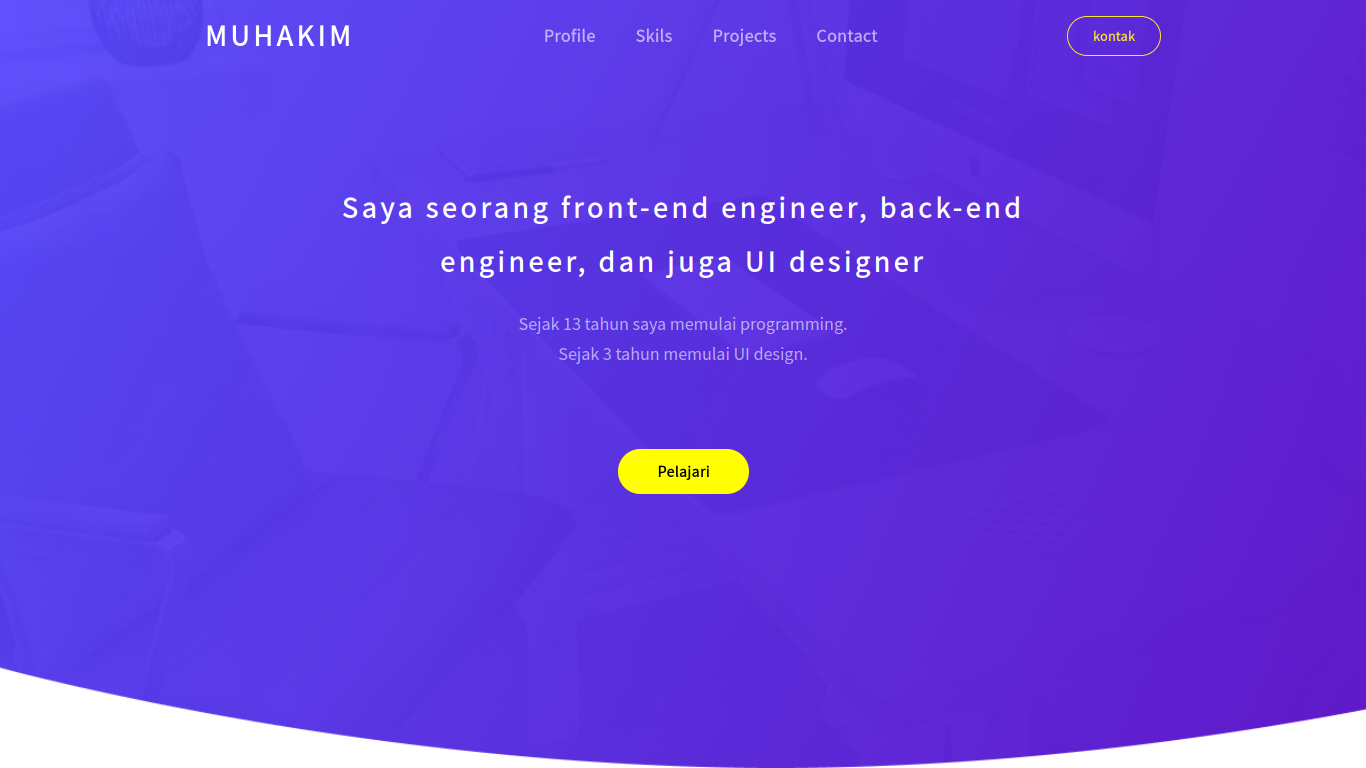 MUHAKIM
Profile Skils Projects Contact
kontak
Saya seorang front-end engineer, back-end
engineer, dan juga UI designer
Sejak 13 tahun saya memulai programming.
Sejak 3 tahun memulai UI design.
Pelajari